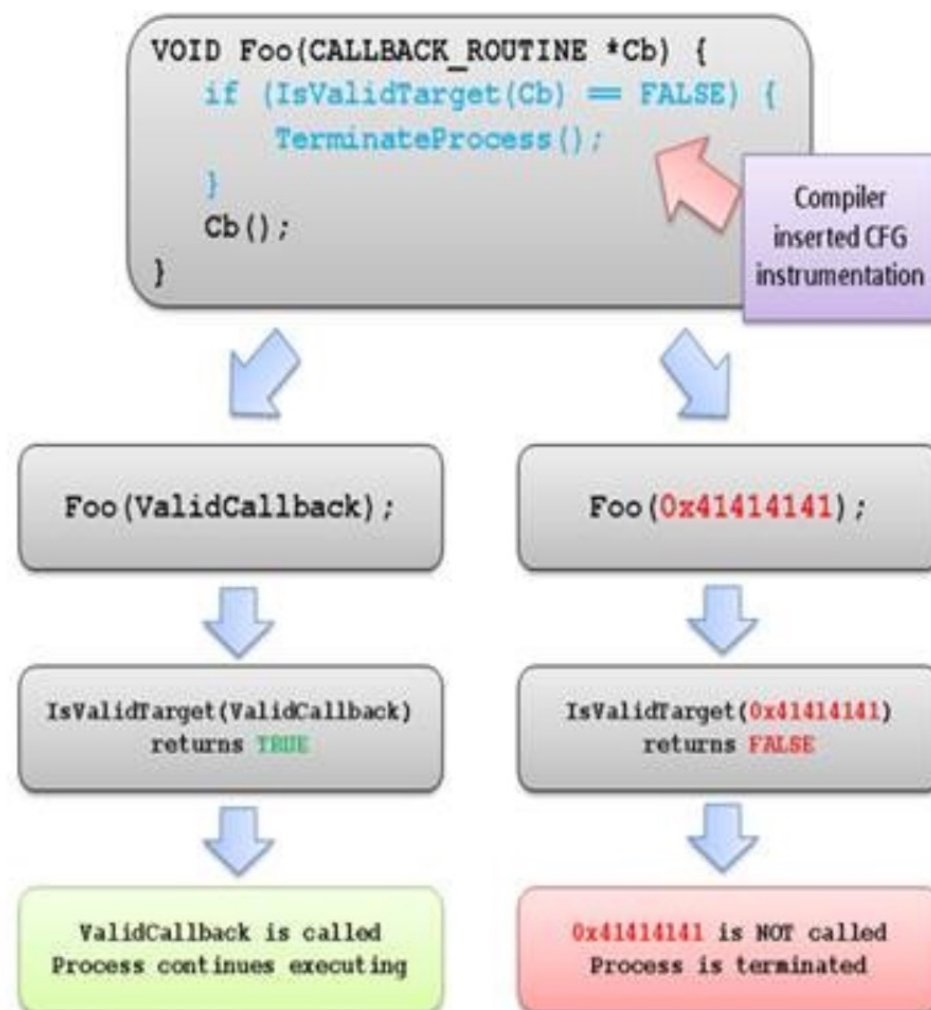 VOID Foo(CALLBACK_ROUTINE *Cb) {
if (IsValidTarget(Cb) == FALSE) {
TerminateProcess();
}
Cb();
}
Compiler
inserted CFG
instrumentation
Foo(ValidCallback);
Foo(0x41414141);
IsValidTarget(ValidCallback)
returns TRUE
IsValidTarget(0x41414141)
returns FALSE
ValidCallback is called
Process continues executing
0x41414141 is NOT called
Process is terminated